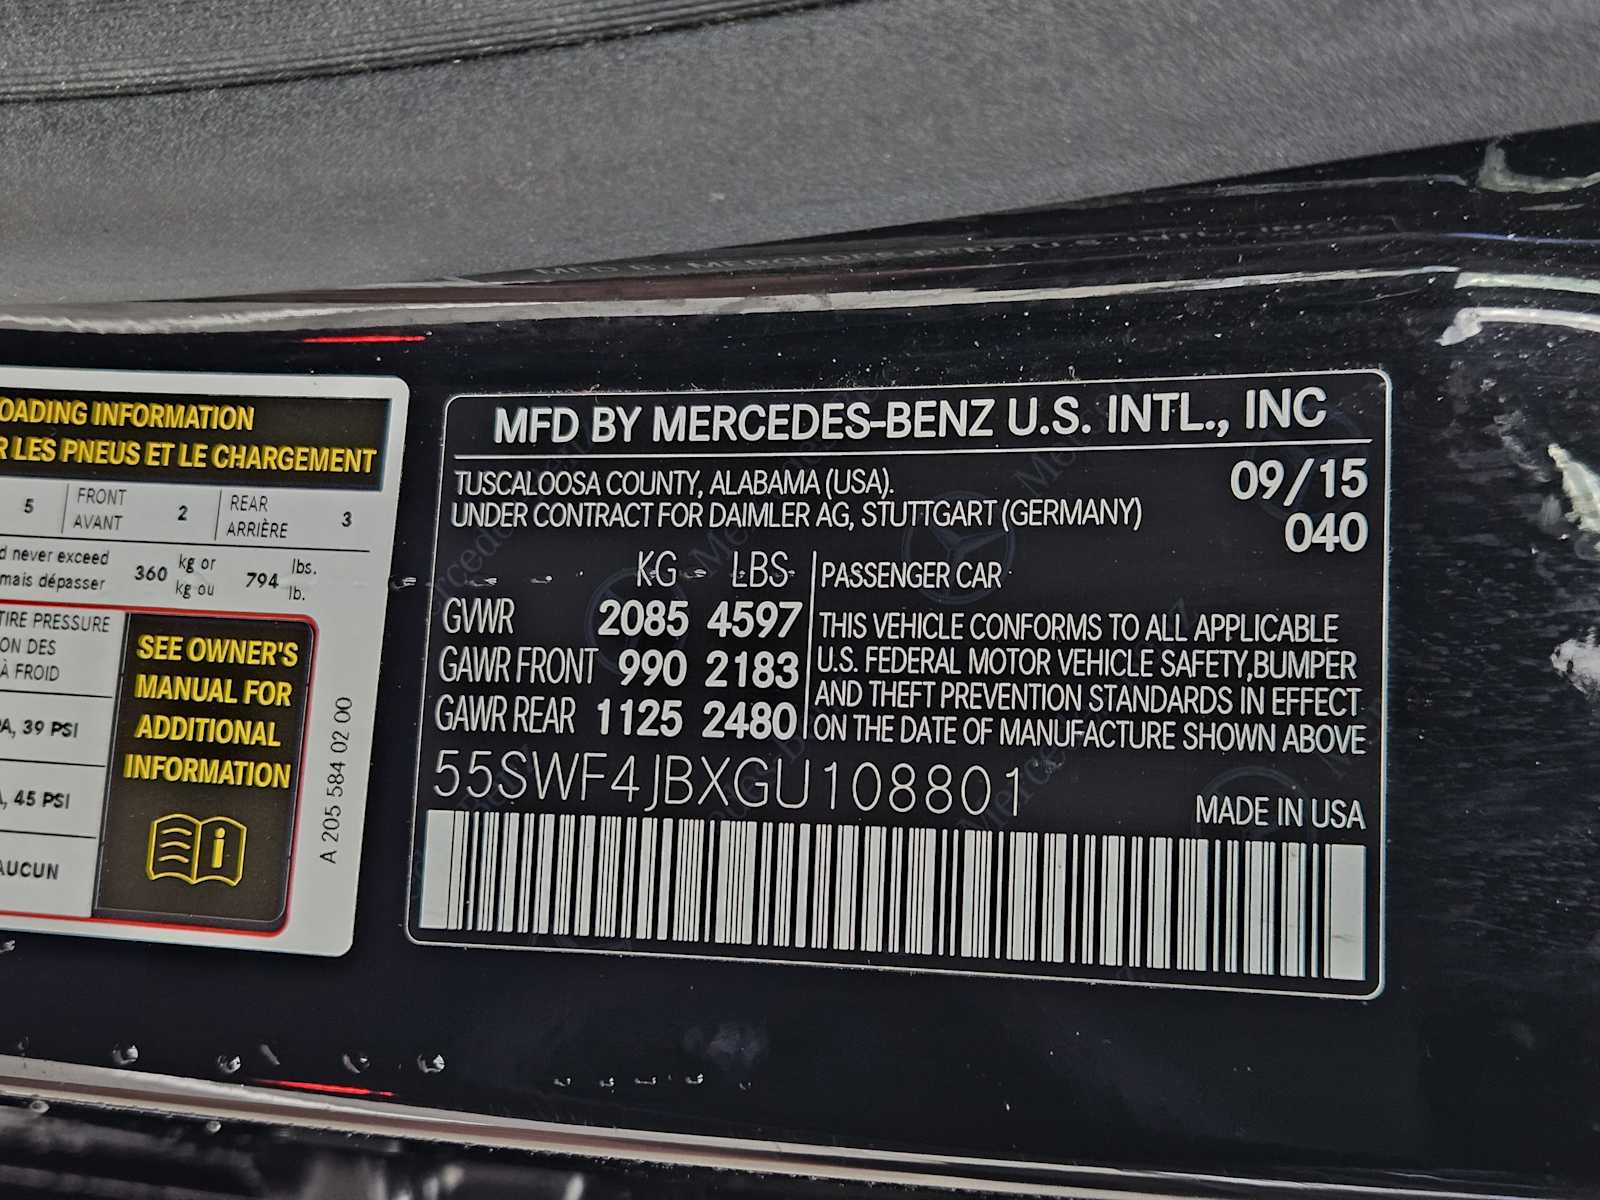 OADING INFORMATION
R LES PNEUS ET LE CHARGEMENT
5 FRONT AVANT 2 REAR ARRIÈRE 3
d never exceed
mais dépasser 360 kg or kg ou 794 lbs. lb.
TIRE PRESSURE
ON DES
À FROID
A, 39 PSI
, 45 PSI
AUCUN
SEE OWNER'S
MANUAL FOR
ADDITIONAL
INFORMATION
A 205 584 02 00
MFD BY MERCEDES-BENZ U.S. INTL., INC
TUSCALOOSA COUNTY, ALABAMA (USA).
UNDER CONTRACT FOR DAIMLER AG, STUTTGART (GERMANY)
09/15
040
KG LBS
GVWR 2085 4597
GAWR FRONT 990 2183
GAWR REAR 1125 2480
PASSENGER CAR
THIS VEHICLE CONFORMS TO ALL APPLICABLE
U.S. FEDERAL MOTOR VEHICLE SAFETY,BUMPER
AND THEFT PREVENTION STANDARDS IN EFFECT
ON THE DATE OF MANUFACTURE SHOWN ABOVE
55SWF4JBXGU108801
MADE IN USA